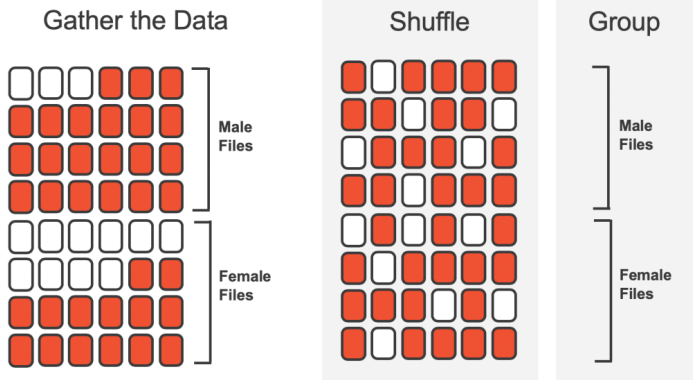 Gather the Data
Shuffle
Group
Male
Files
Male
Files
Female
Files
Female
Files